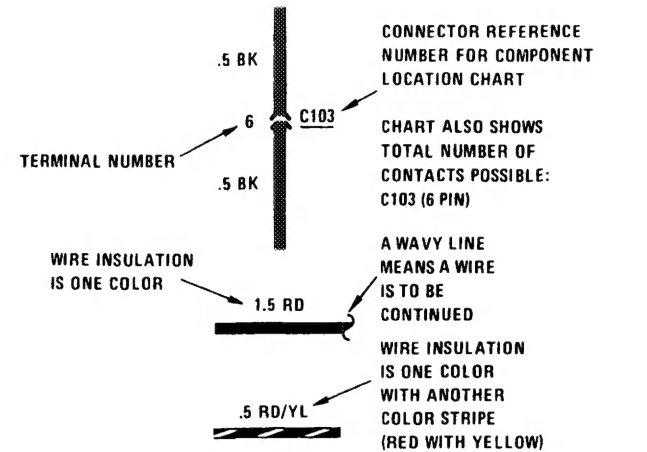 .5 BK
CONNECTOR REFERENCE
NUMBER FOR COMPONENT
LOCATION CHART
6
C103
TERMINAL NUMBER
.5 BK
CHART ALSO SHOWS
TOTAL NUMBER OF
CONTACTS POSSIBLE:
C103 (6 PIN)
WIRE INSULATION
IS ONE COLOR
1.5 RD
A WAVY LINE
MEANS A WIRE
IS TO BE
CONTINUED
.5 RD/YL
WIRE INSULATION
IS ONE COLOR
WITH ANOTHER
COLOR STRIPE
(RED WITH YELLOW)